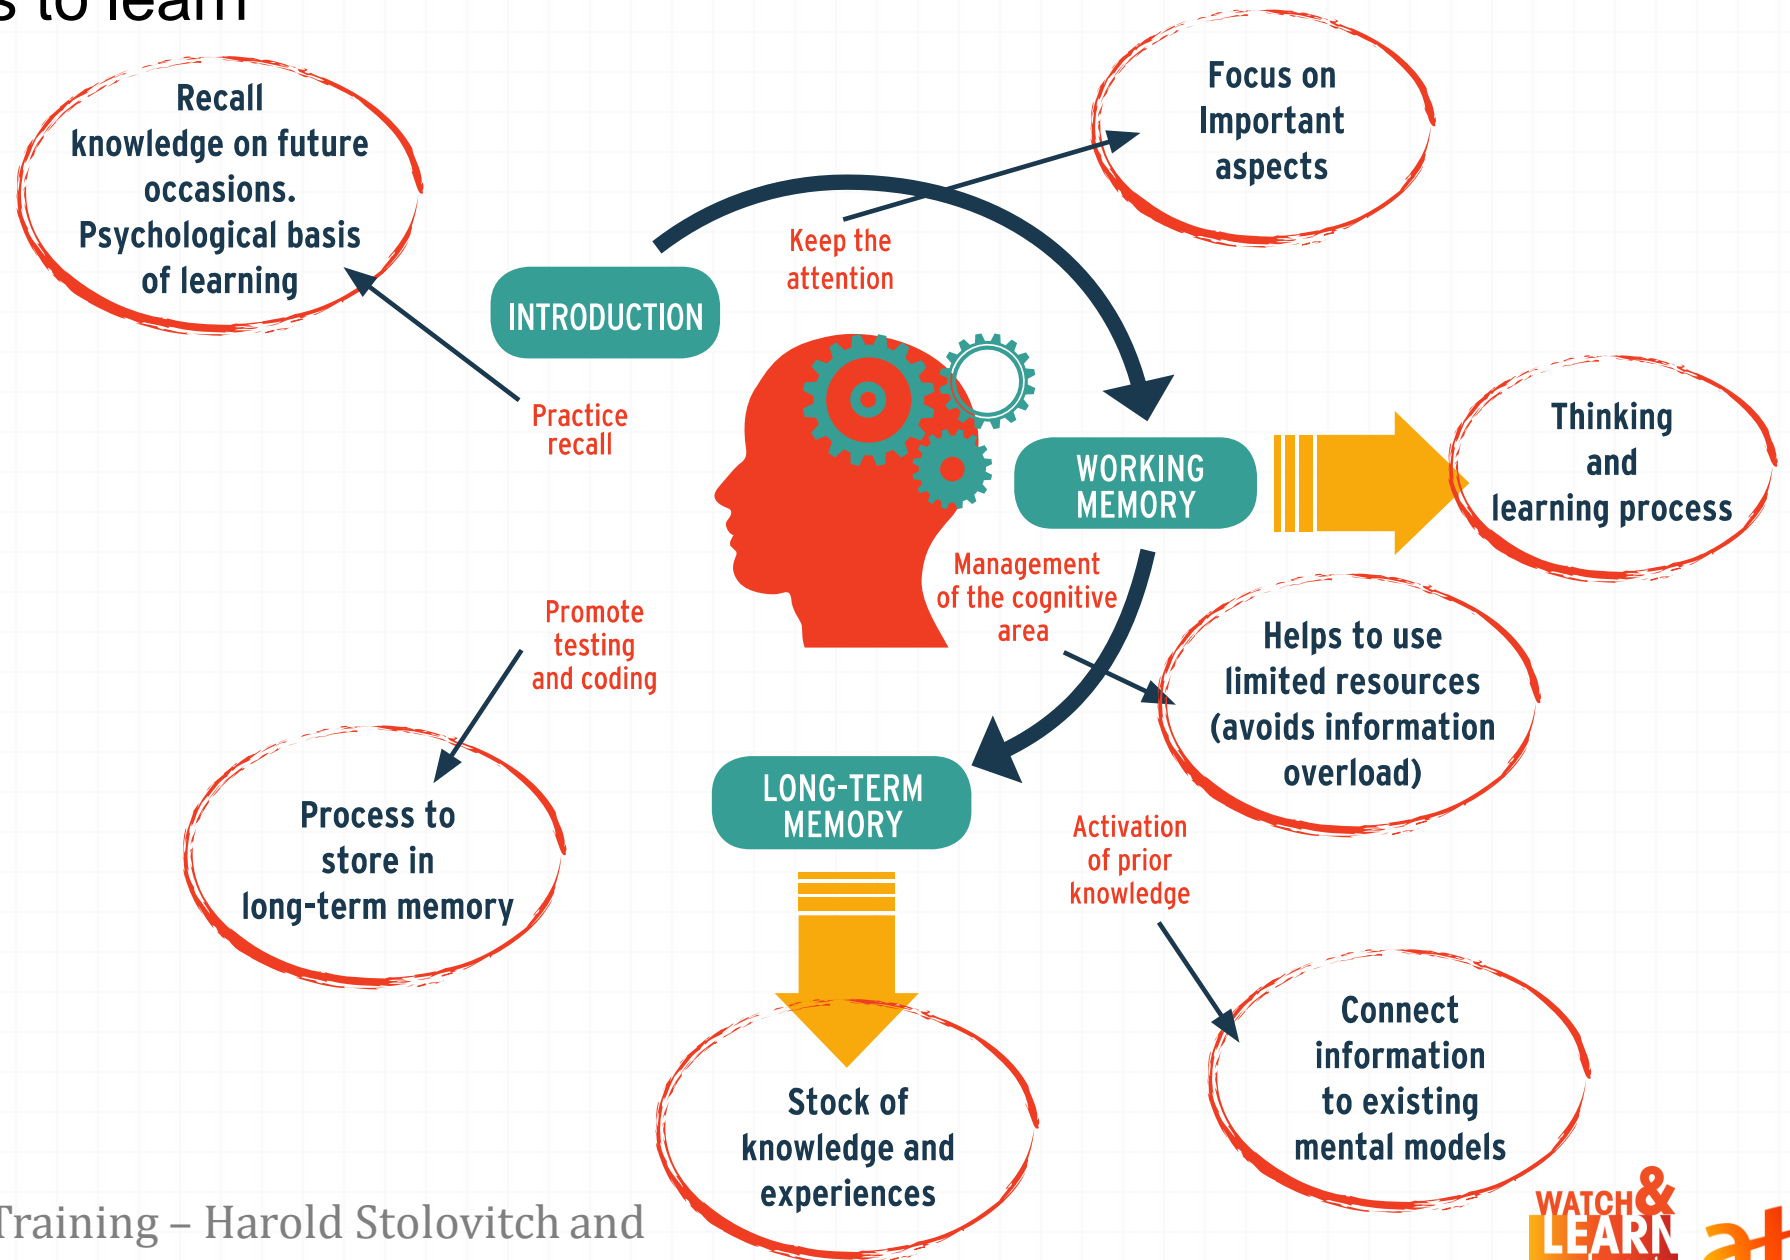 s to learn
Recall
knowledge on future
occasions.
Psychological basis
of learning
Focus on
Important
aspects
Keep the
attention
INTRODUCTION
Practice
recall
WORKING
MEMORY
Thinking
and
learning process
Management
of the cognitive
area
Promote
testing
and coding
Helps to use
limited resources
(avoids information
overload)
LONG-TERM
MEMORY
Process to
store in
long-term memory
Activation
of prior
knowledge
Connect
information
to existing
mental models
Stock of
knowledge and
experiences
Training – Harold Stolovitch and
WATCH&
LEARN